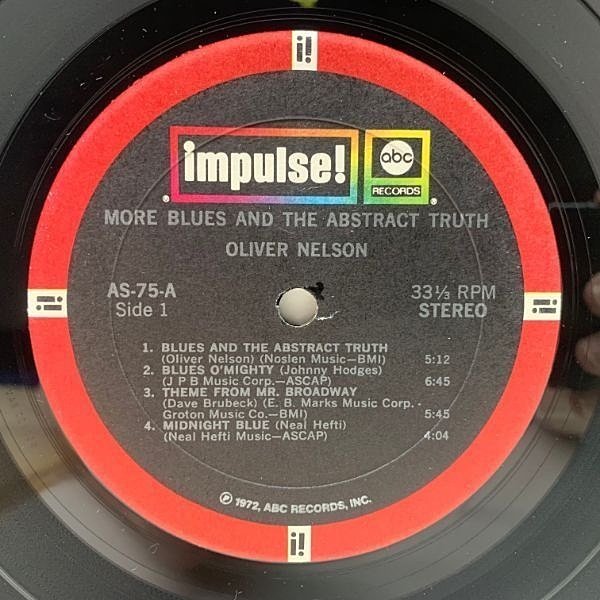 i!
impulse!
abc
RECORDS
®
®
MORE BLUES AND THE ABSTRACT TRUTH
OLIVER NELSON
AS-75-A
33⅓ RPM
Side 1
STEREO
i!
i!
1. BLUES AND THE ABSTRACT TRUTH
(Oliver Nelson) (Noslen Music—BMI) 5:12
2. BLUES O'MIGHTY (Johnny Hodges)
(J P B Music Corp.—ASCAP) 6:45
3. THEME FROM MR. BROADWAY
(Dave Brubeck) (E. B. Marks Music Corp. -
Groton Music Co.—BMI) 5:45
4. MIDNIGHT BLUE (Neal Hefti)
(Neal Hefti Music—ASCAP) 4:04
℗ 1972, ABC RECORDS, INC.
i!